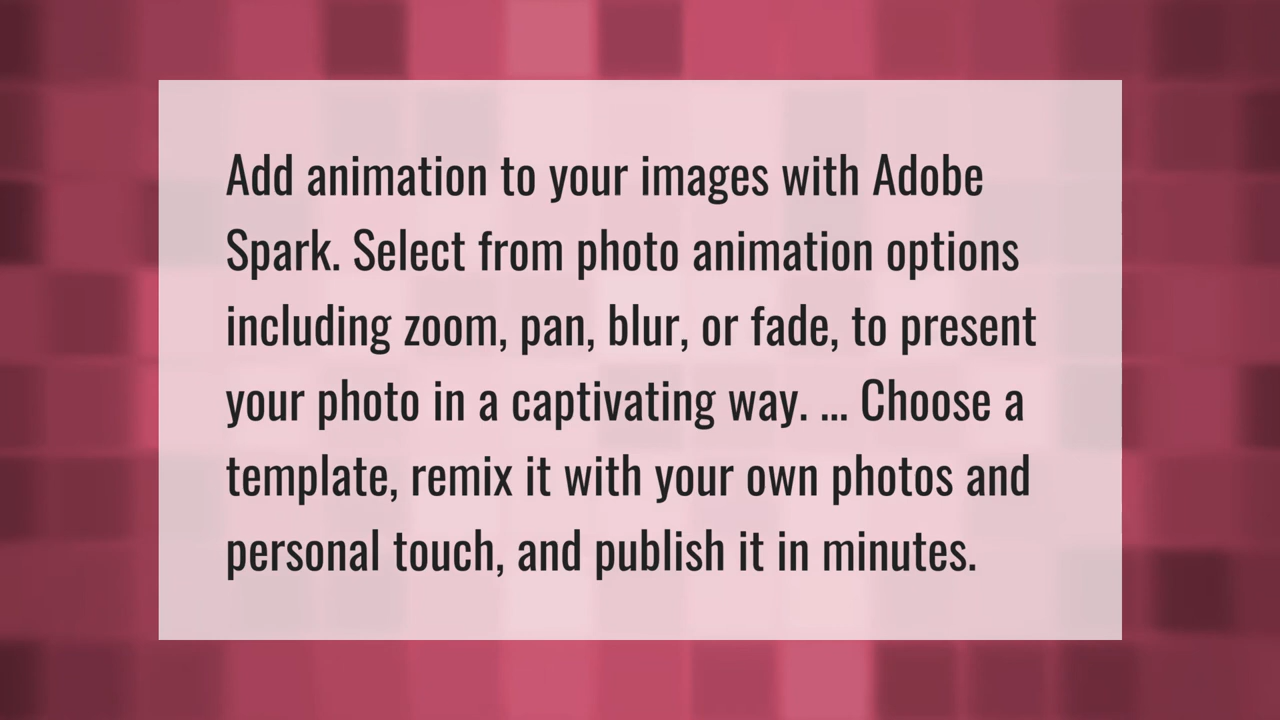 Add animation to your images with Adobe
Spark. Select from photo animation options
including zoom, pan, blur, or fade, to present
your photo in a captivating way. ... Choose a
template, remix it with your own photos and
personal touch, and publish it in minutes.